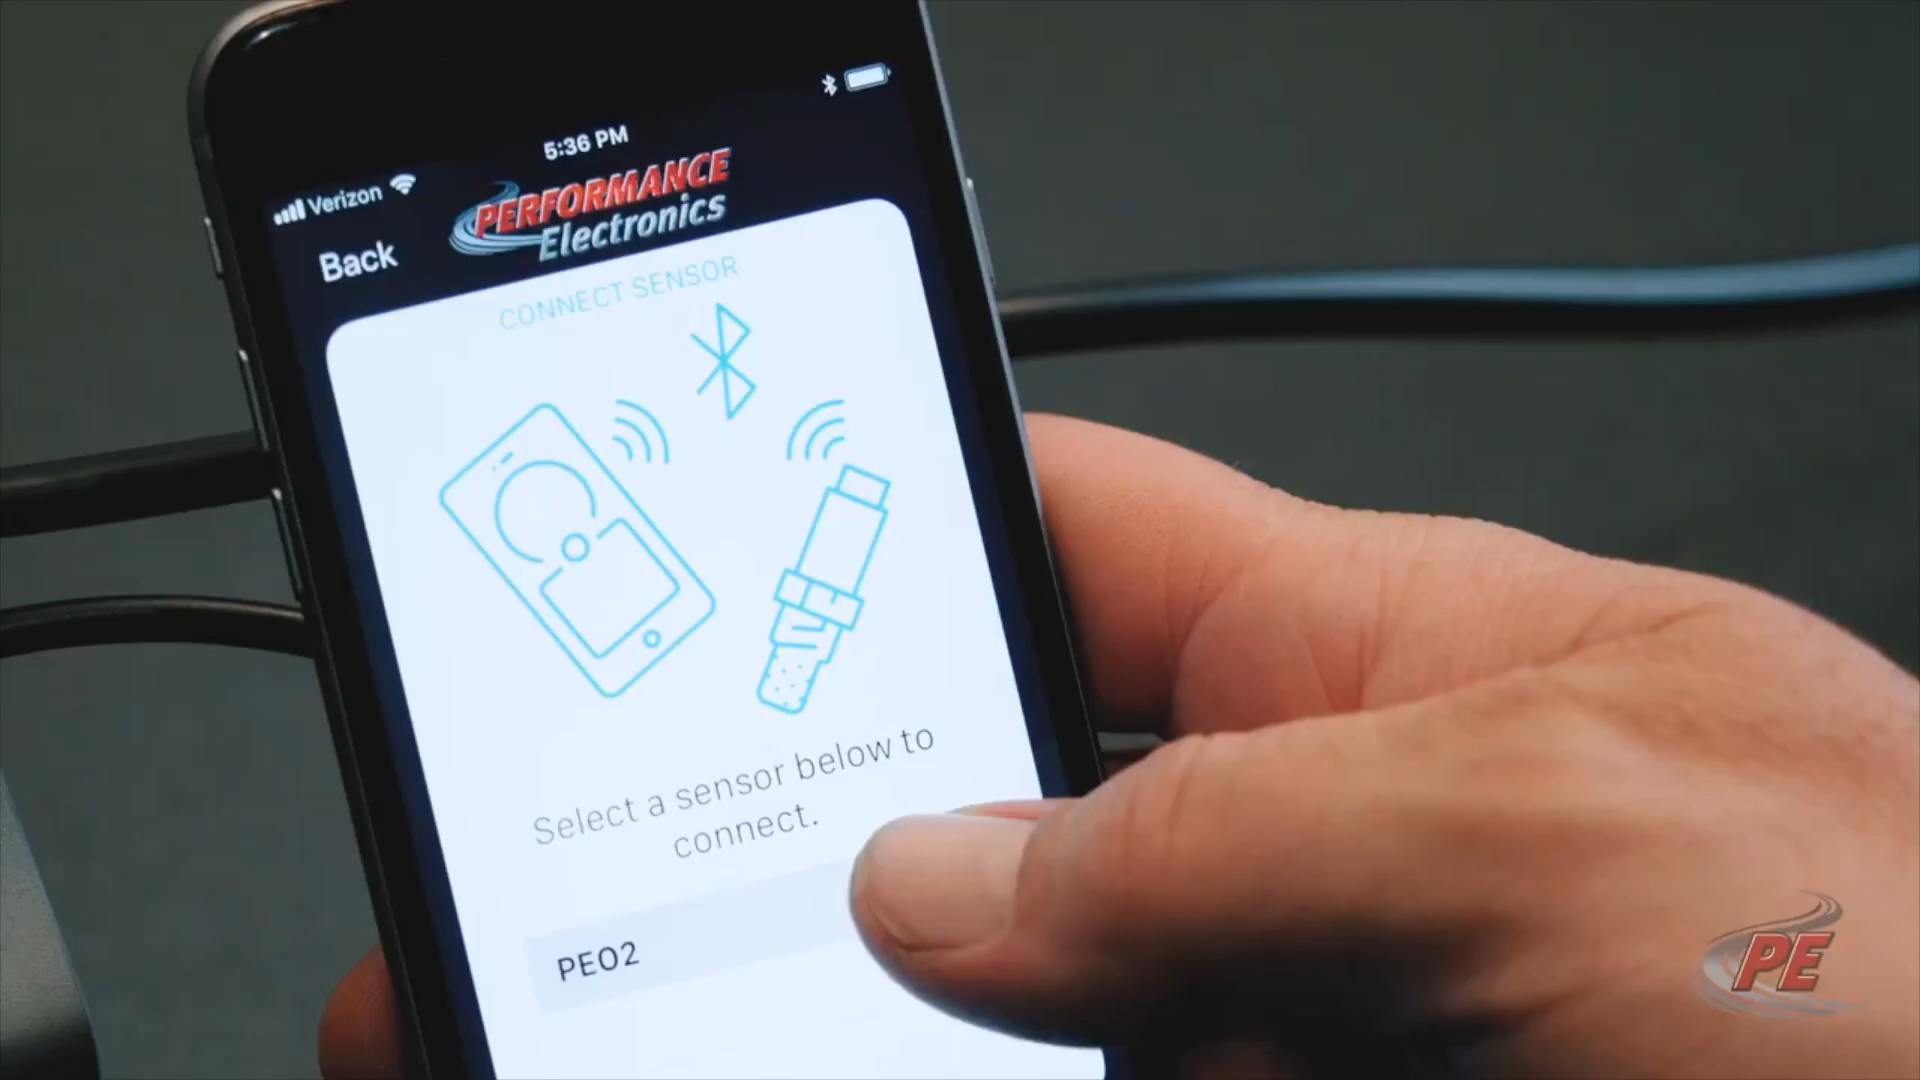 5:36 PM
Verizon
PERFORMANCE
Electronics
Back
CONNECT SENSOR
Select a sensor below to
connect.
PEO2
PE